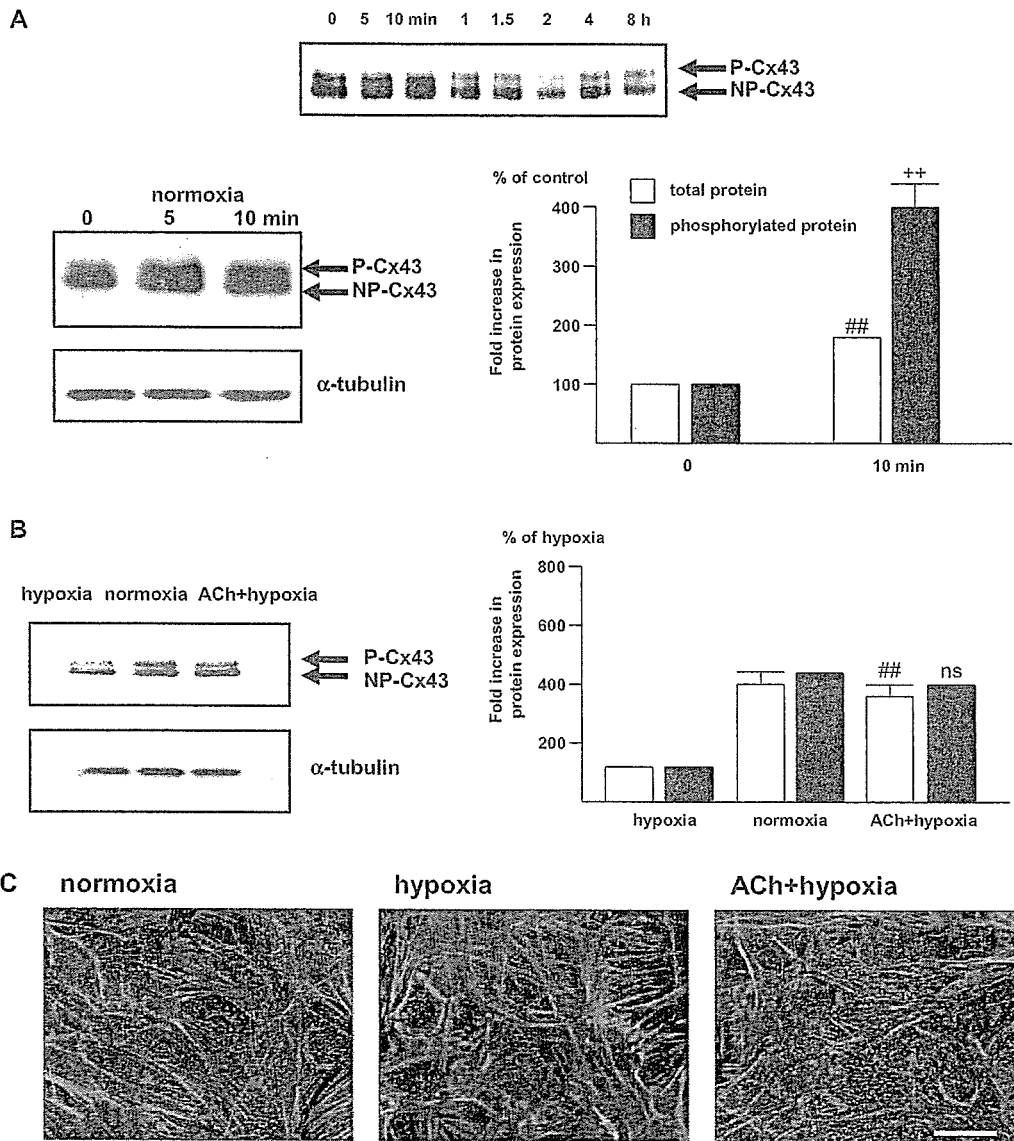 A
0 5 10 min 1 1.5 2 4 8 h
P-Cx43
NP-Cx43
normoxia
0 5 10 min
P-Cx43
NP-Cx43
α-tubulin
% of control
total protein
phosphorylated protein
Fold increase in
protein expression
400
300
200
100
##
++
0 10 min
B
hypoxia normoxia ACh+hypoxia
P-Cx43
NP-Cx43
α-tubulin
% of hypoxia
Fold increase in
protein expression
800
600
400
200
## ns
hypoxia normoxia ACh+hypoxia
C
normoxia hypoxia ACh+hypoxia